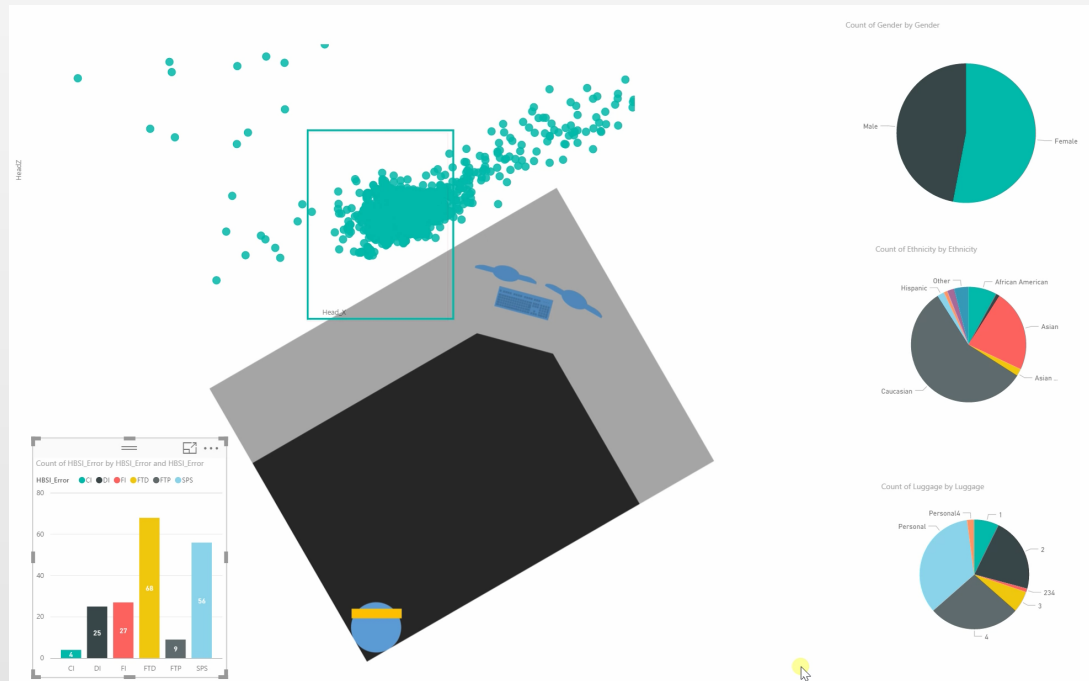 Count of Gender by Gender
Male
Female
HeadZ
Head_X
Count of Ethnicity by Ethnicity
Other
African American
Hispanic
Asian
Asian ...
Caucasian
Count of HBSI_Error by HBSI_Error and HBSI_Error
HBSI_Error CI DI FI FTD FTP SPS
80
60
40
20
0
4
25
27
68
9
56
CI DI FI FTD FTP SPS
Count of Luggage by Luggage
Personal4
1
Personal
2
234
3
4